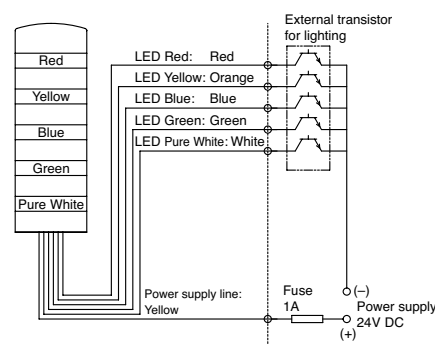 External transistor
for lighting
Red
Yellow
Blue
Green
Pure White
LED Red: Red
LED Yellow: Orange
LED Blue: Blue
LED Green: Green
LED Pure White: White
Power supply line:
Yellow
Fuse
1A
(–)
Power supply
24V DC
(+)